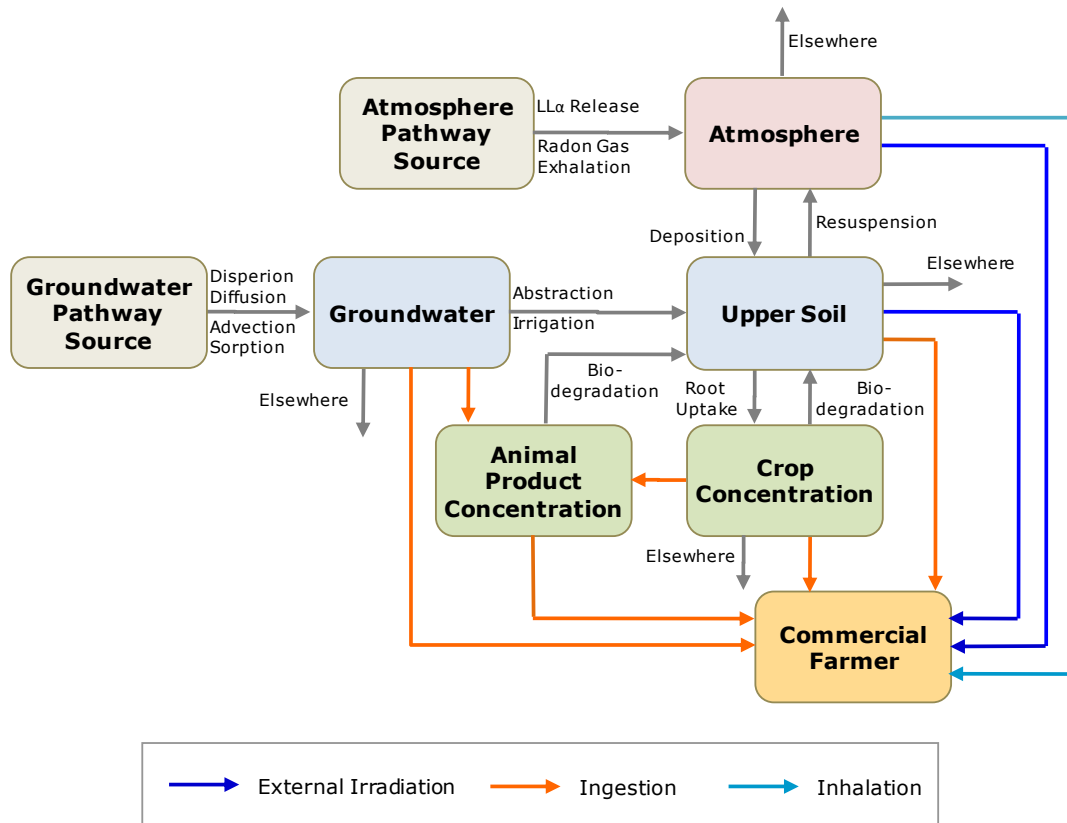 Elsewhere
Atmosphere
Pathway
Source
LLα Release
Radon Gas
Exhalation
Atmosphere
Deposition
Resuspension
Groundwater
Pathway
Source
Disperion
Diffusion
Advection
Sorption
Groundwater
Abstraction
Irrigation
Upper Soil
Elsewhere
Elsewhere
Bio-
degradation
Root
Uptake
Bio-
degradation
Animal
Product
Concentration
Crop
Concentration
Elsewhere
Commercial
Farmer
External Irradiation
Ingestion
Inhalation